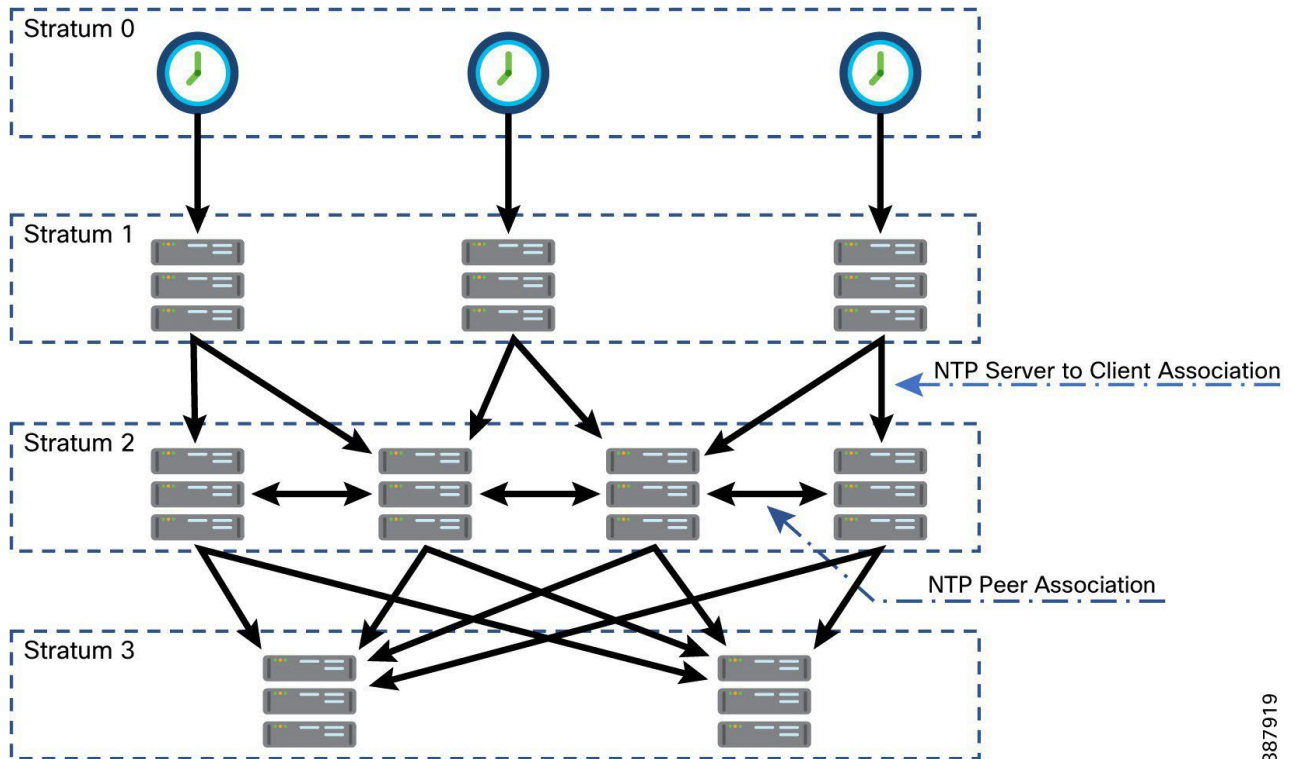 Stratum 0
Stratum 1
NTP Server to Client Association
Stratum 2
NTP Peer Association
Stratum 3
387919